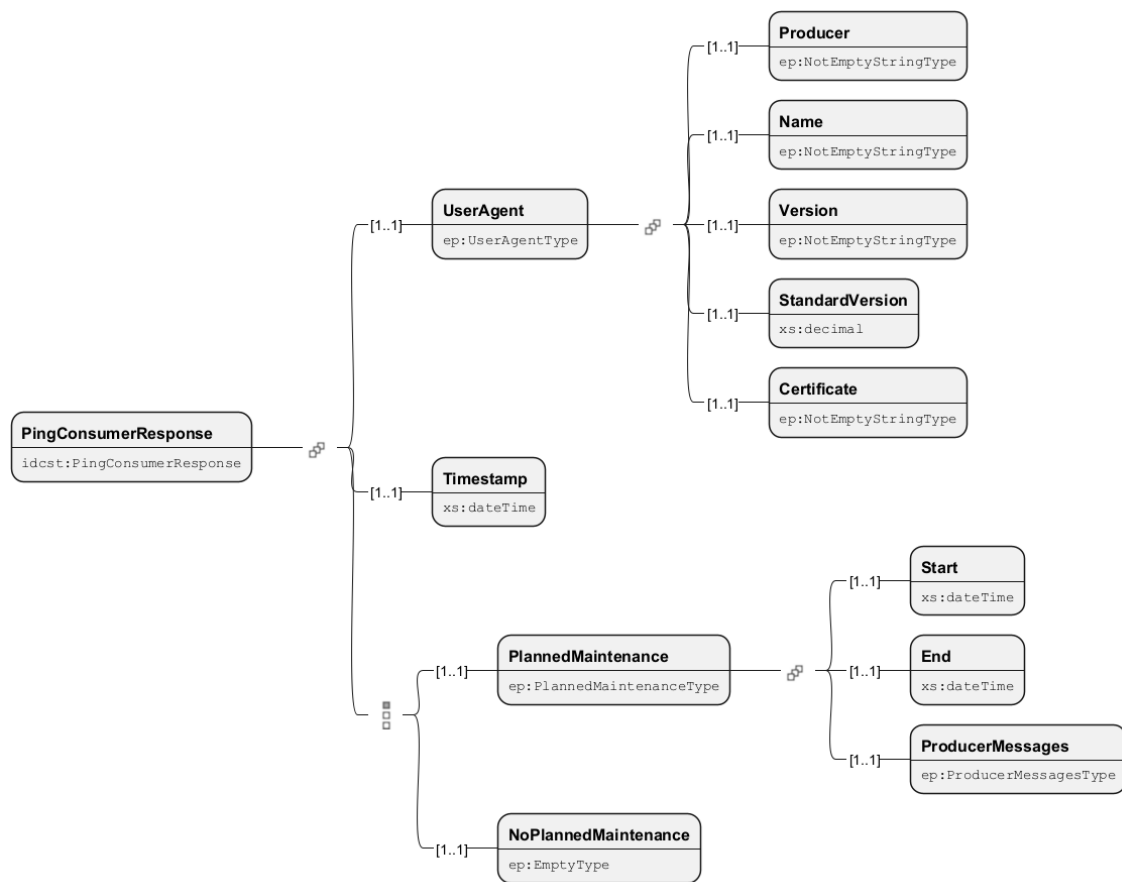 Producer
[1..1]
ep:NotEmptyStringType
Name
[1..1]
ep:NotEmptyStringType
UserAgent
[1..1]
ep:UserAgentType
Version
[1..1]
ep:NotEmptyStringType
StandardVersion
[1..1]
xs:decimal
Certificate
[1..1]
ep:NotEmptyStringType
PingConsumerResponse
idcst:PingConsumerResponse
Timestamp
[1..1]
xs:dateTime
Start
[1..1]
xs:dateTime
PlannedMaintenance
[1..1]
ep:PlannedMaintenanceType
End
[1..1]
xs:dateTime
ProducerMessages
[1..1]
ep:ProducerMessagesType
NoPlannedMaintenance
[1..1]
ep:EmptyType